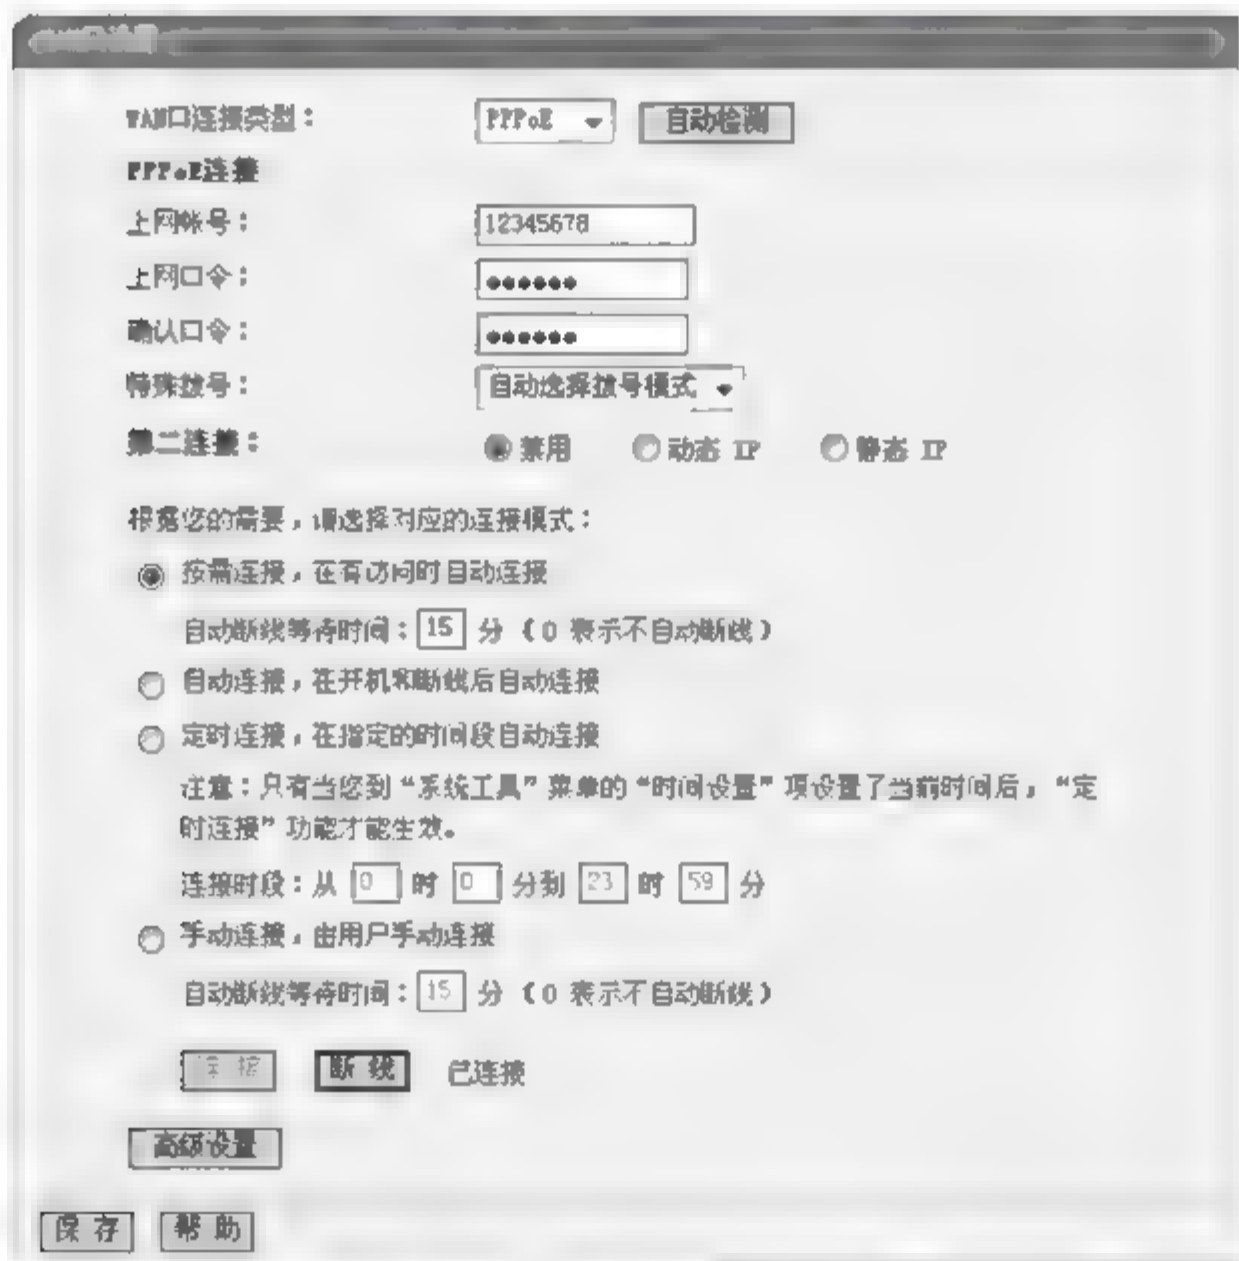 WAN口设置
WAN口连接类型： PPPoE 自动检测
PPPoE连接
上网帐号： 12345678
上网口令： ●●●●●●
确认口令： ●●●●●●
特殊拨号： 自动选择拨号模式
第二连接： 禁用 动态 IP 静态 IP
根据您的需要，请选择对应的连接模式：
按需连接，在有访问时自动连接
自动断线等待时间：15 分（0 表示不自动断线）
自动连接，在开机和断线后自动连接
定时连接，在指定的时间段自动连接
注意：只有当您到“系统工具”菜单的“时间设置”项设置了当前时间后，“定
时连接”功能才能生效。
连接时段：从 0 时 0 分到 23 时 59 分
手动连接，由用户手动连接
自动断线等待时间：15 分（0 表示不自动断线）
连 接 断 线 已连接
高级设置
保 存 帮 助